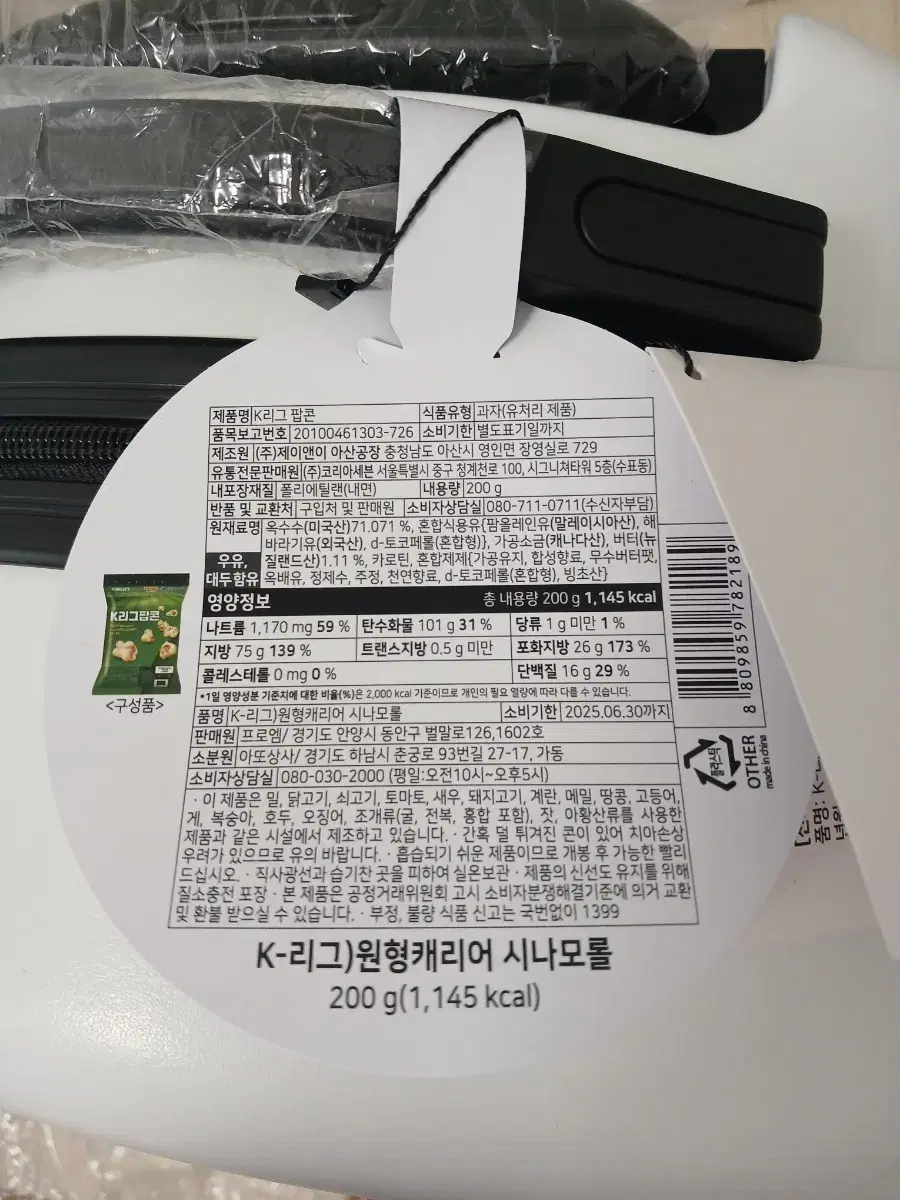 제품명 K리그 팝콘 식품유형 과자(유처리 제품)
품목보고번호 20100461303-726 소비기한 별도표기일까지
제조원 (주)제이앤이 아산공장 충청남도 아산시 영인면 장영실로 729
유통전문판매원 (주)코리아세븐 서울특별시 중구 청계천로 100, 시그니쳐타워 5층(수표동)
내포장재질 폴리에틸랜(내면) 내용량 200 g
반품 및 교환처 구입처 및 판매원 소비자상담실 080-711-0711(수신자부담)
원재료명 옥수수(미국산)71.071 %, 혼합식용유{팜올레인유(말레이시아산), 해
바라기유(외국산), d-토코페롤(혼합형)}, 가공소금(캐나다산), 버터(뉴
우유, 질랜드산)1.11 %, 카로틴, 혼합제제{가공유지, 합성향료, 무수버터팻,
대두함유 옥배유, 정제수, 주정, 천연향료, d-토코페롤(혼합형), 빙초산}
영양정보 총 내용량 200 g 1,145 kcal
나트륨 1,170 mg 59 % 탄수화물 101 g 31 % 당류 1 g 미만 1 %
지방 75 g 139 % 트랜스지방 0.5 g 미만 포화지방 26 g 173 %
콜레스테롤 0 mg 0 % 단백질 16 g 29 %
*1일 영양성분 기준치에 대한 비율(%)은 2,000 kcal 기준이므로 개인의 필요 열량에 따라 다를 수 있습니다.
품명 K-리그)원형캐리어 시나모롤 소비기한 2025.06.30까지
판매원 프로엠/ 경기도 안양시 동안구 벌말로126,1602호
소분원 아또상사/ 경기도 하남시 춘궁로 93번길 27-17, 가동
소비자상담실 080-030-2000 (평일:오전10시~오후5시)
· 이 제품은 밀, 닭고기, 쇠고기, 토마토, 새우, 돼지고기, 계란, 메밀, 땅콩, 고등어,
게, 복숭아, 호두, 오징어, 조개류(굴, 전복, 홍합 포함), 잣, 아황산류를 사용한
제품과 같은 시설에서 제조하고 있습니다. · 간혹 덜 튀겨진 콘이 있어 치아손상
우려가 있으므로 유의 바랍니다. · 흡습되기 쉬운 제품이므로 개봉 후 가능한 빨리
드십시오. · 직사광선과 습기찬 곳을 피하여 실온보관 · 제품의 신선도 유지를 위해
질소충전 포장 · 본 제품은 공정거래위원회 고시 소비자분쟁해결기준에 의거 교환
및 환불 받으실 수 있습니다. · 부정, 불량 식품 신고는 국번없이 1399
K-리그)원형캐리어 시나모롤
200 g(1,145 kcal)
K리그팝콘
<구성품>
8 809859 782189
플라스틱
OTHER
made in china
품명: K-